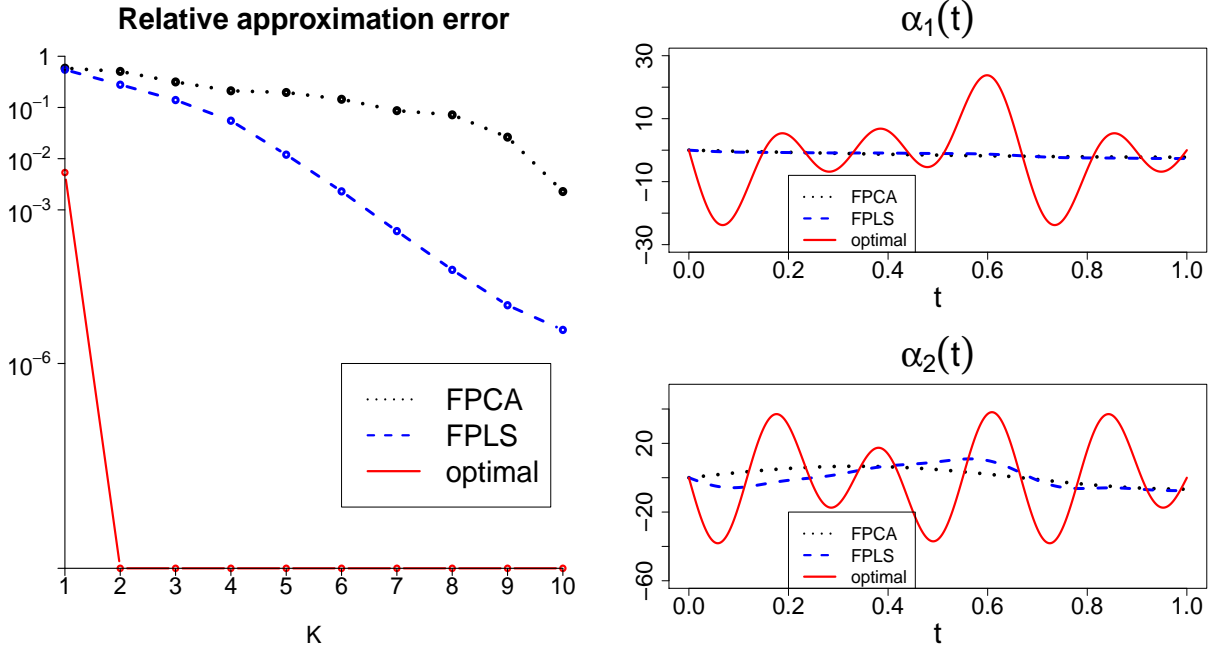 Relative approximation error
1
10⁻¹
10⁻²
10⁻³
10⁻⁶
1 2 3 4 5 6 7 8 9 10
K
FPCA
FPLS
optimal
α₁(t)
30
10
−10
−30
0.0 0.2 0.4 0.6 0.8 1.0
t
FPCA
FPLS
optimal
α₂(t)
20
−20
−60
0.0 0.2 0.4 0.6 0.8 1.0
t
FPCA
FPLS
optimal